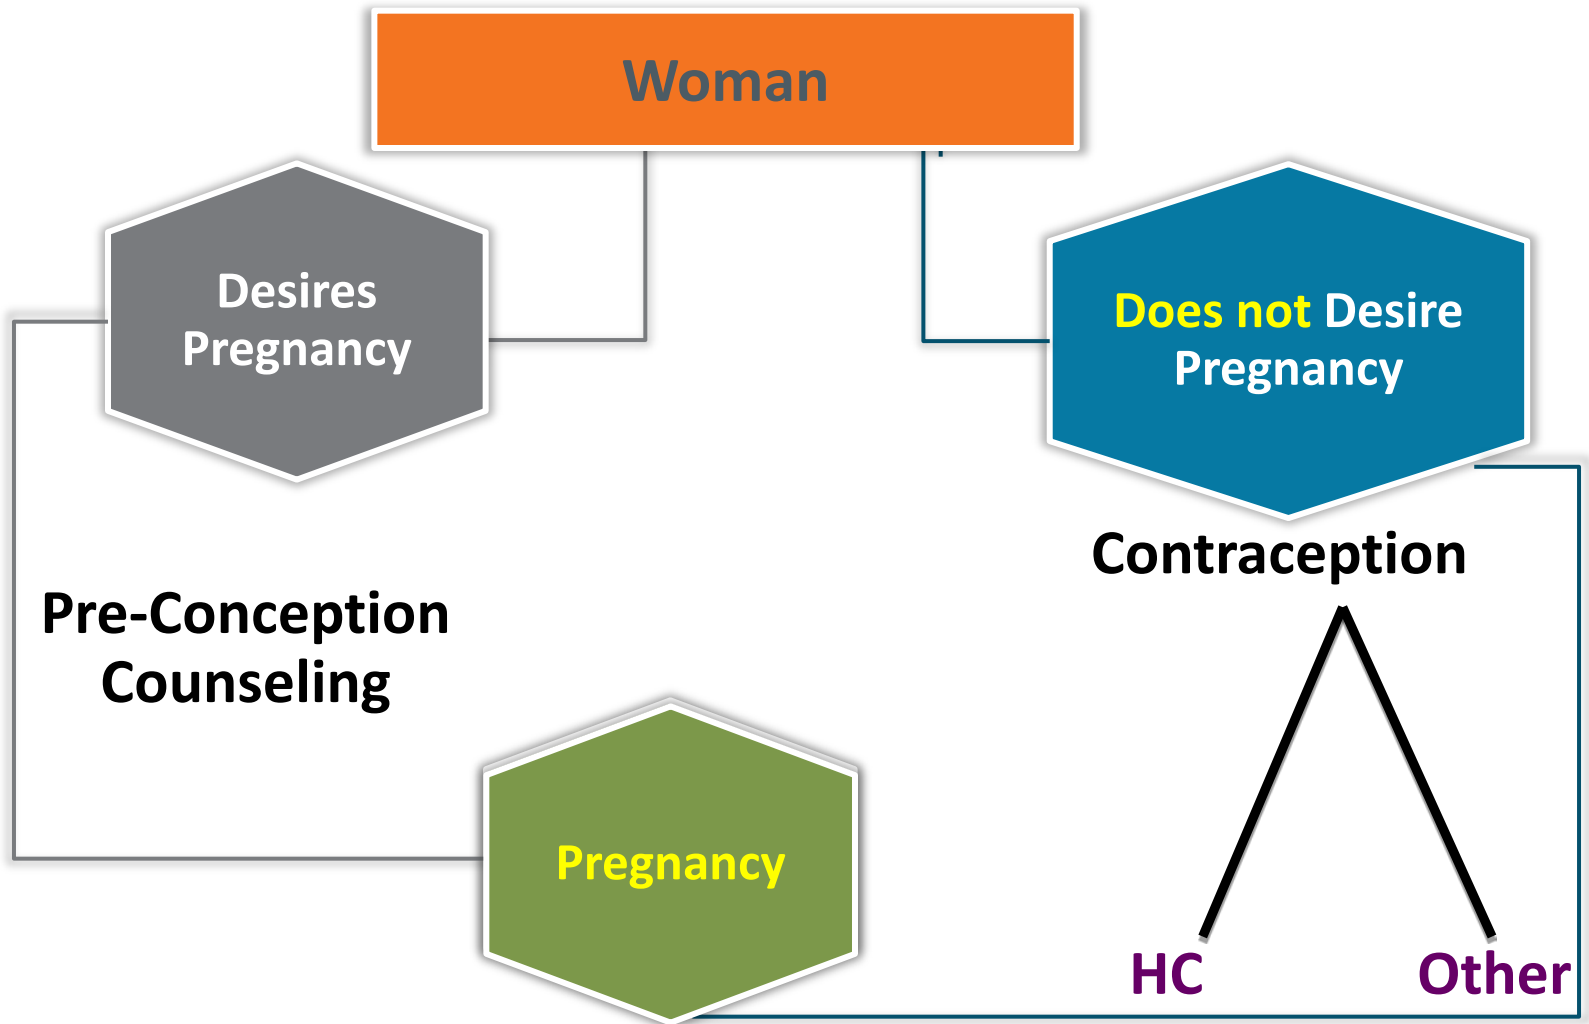 Woman
Desires
Pregnancy
Does not Desire
Pregnancy
Contraception
Pre-Conception
Counseling
Pregnancy
HC
Other